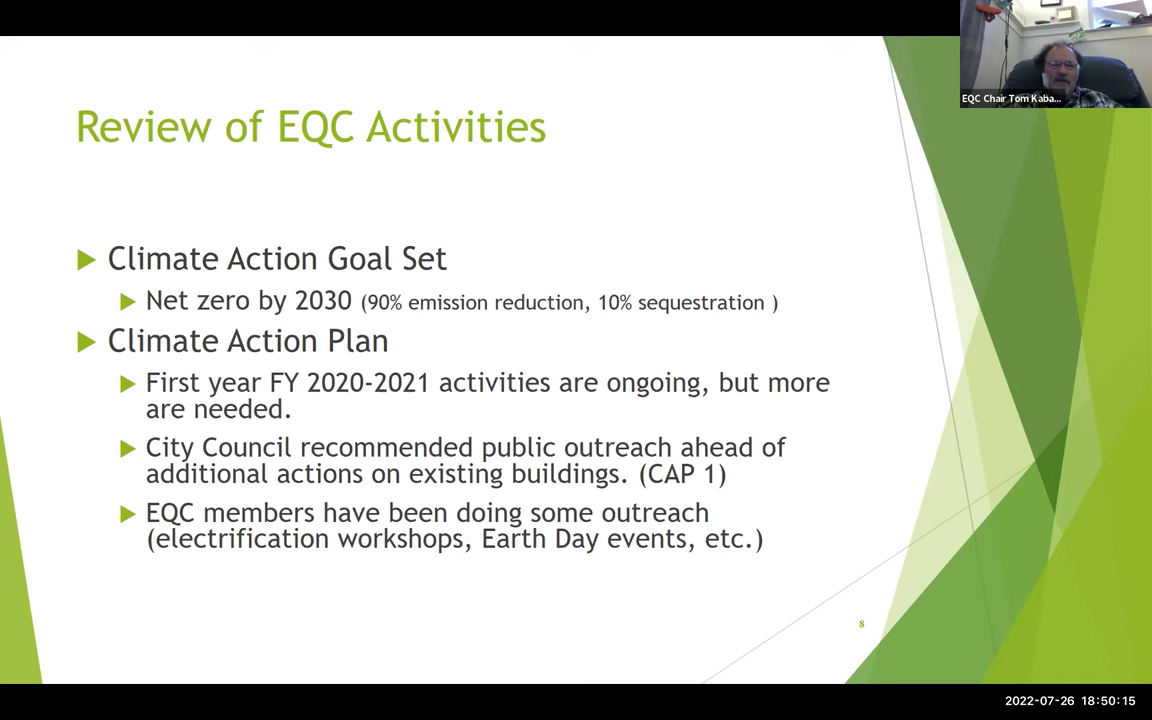 EQC Chair Tom Kaba...
Review of EQC Activities
Climate Action Goal Set
Net zero by 2030 (90% emission reduction, 10% sequestration )
Climate Action Plan
First year FY 2020-2021 activities are ongoing, but more
are needed.
City Council recommended public outreach ahead of
additional actions on existing buildings. (CAP 1)
EQC members have been doing some outreach
(electrification workshops, Earth Day events, etc.)
8
2022-07-26 18:50:15